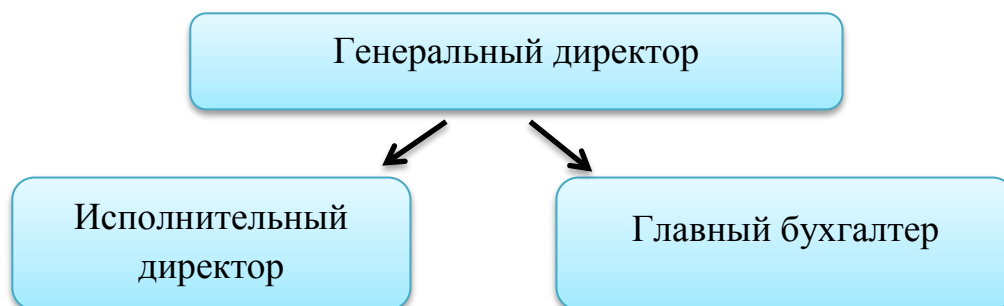 Генеральный директор
Исполнительный
директор
Главный бухгалтер